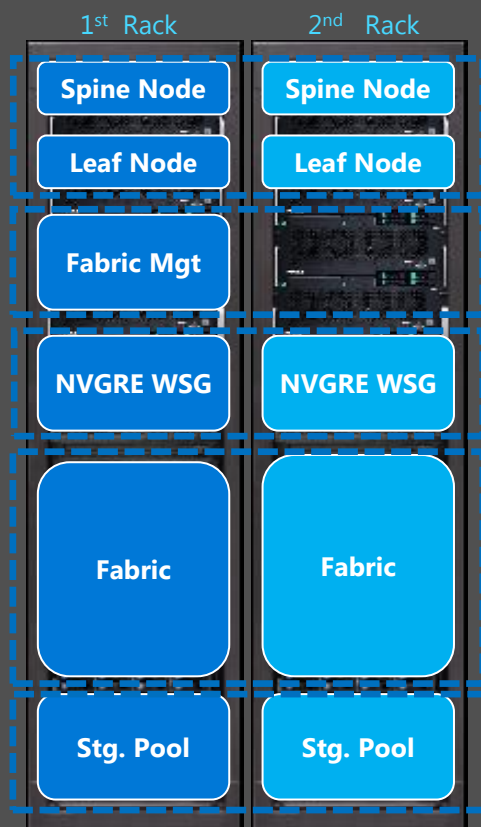 1st Rack
2nd Rack
Spine Node
Spine Node
Leaf Node
Leaf Node
Fabric Mgt
NVGRE WSG
NVGRE WSG
Fabric
Fabric
Stg. Pool
Stg. Pool